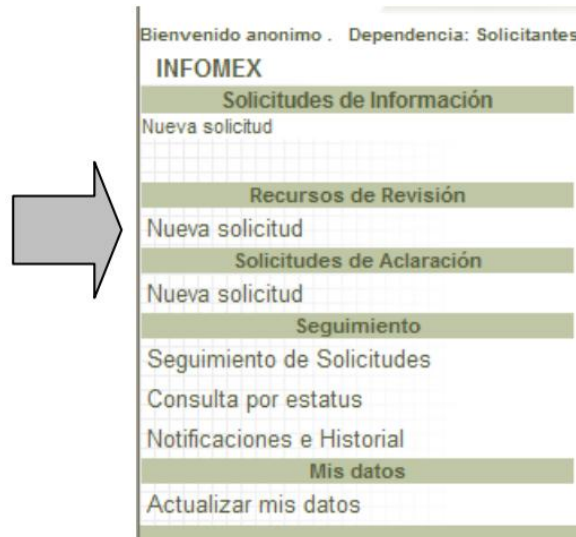 Bienvenido anonimo . Dependencia: Solicitantes
INFOMEX
Solicitudes de Información
Nueva solicitud
Recursos de Revisión
Nueva solicitud
Solicitudes de Aclaración
Nueva solicitud
Seguimiento
Seguimiento de Solicitudes
Consulta por estatus
Notificaciones e Historial
Mis datos
Actualizar mis datos